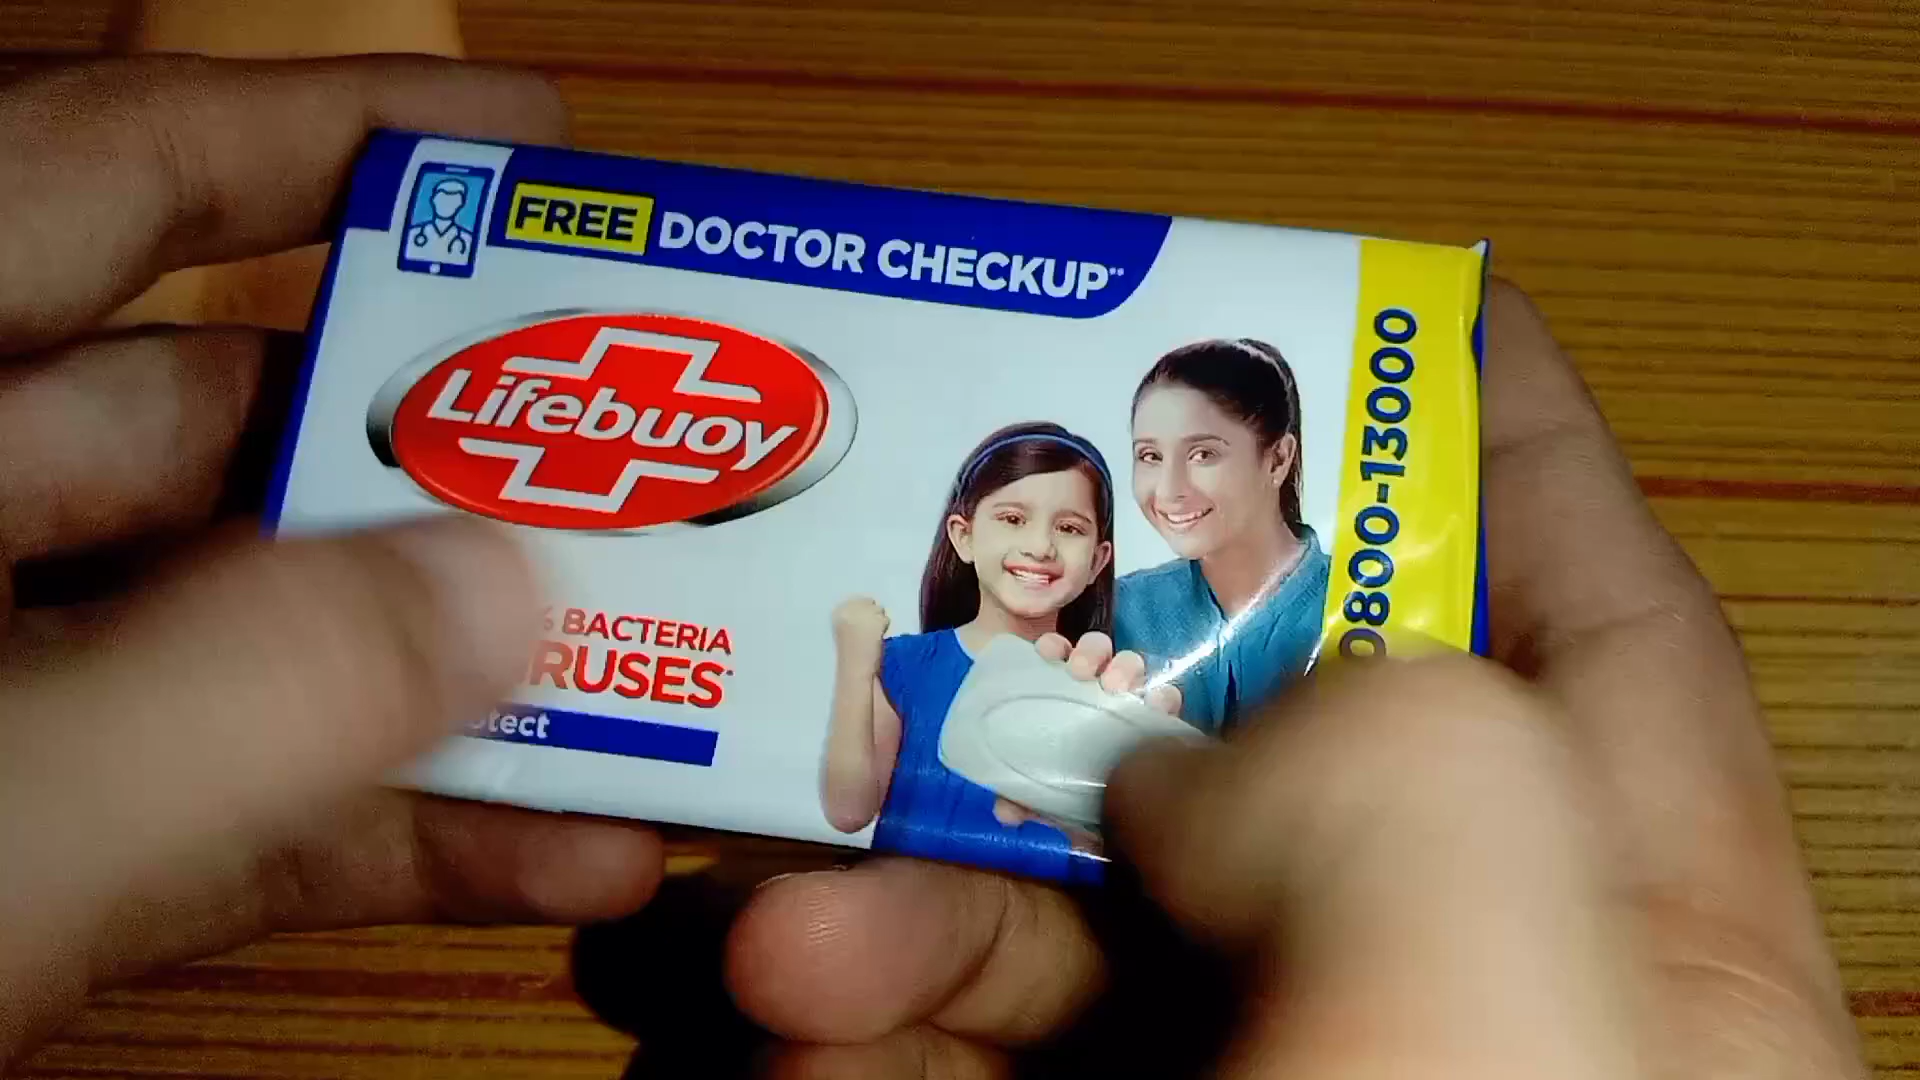 FREE DOCTOR CHECKUP**
Lifebuoy
% BACTERIA
RUSES*
otect
0800-13000